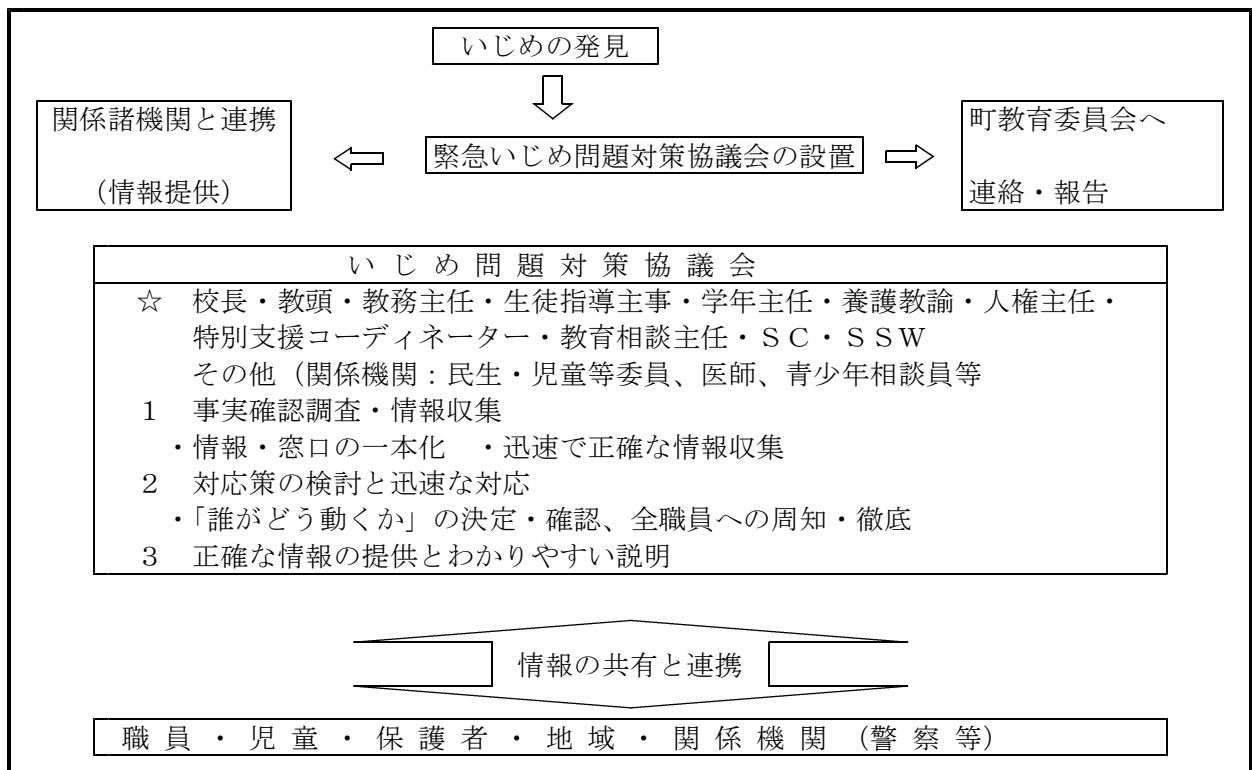 いじめの発見
関係諸機関と連携
(情報提供)
緊急いじめ問題対策協議会の設置
町教育委員会へ
連絡・報告
い じ め 問 題 対 策 協 議 会
☆ 校長・教頭・教務主任・生徒指導主事・学年主任・養護教諭・人権主任・
特別支援コーディネーター・教育相談主任・ＳＣ・ＳＳＷ
その他（関係機関：民生・児童等委員、医師、青少年相談員等
１ 事実確認調査・情報収集
・情報・窓口の一本化 ・迅速で正確な情報収集
２ 対応策の検討と迅速な対応
・「誰がどう動くか」の決定・確認、全職員への周知・徹底
３ 正確な情報の提供とわかりやすい説明
情報の共有と連携
職 員 ・ 児 童 ・ 保 護 者 ・ 地 域 ・ 関 係 機 関 （警 察 等）